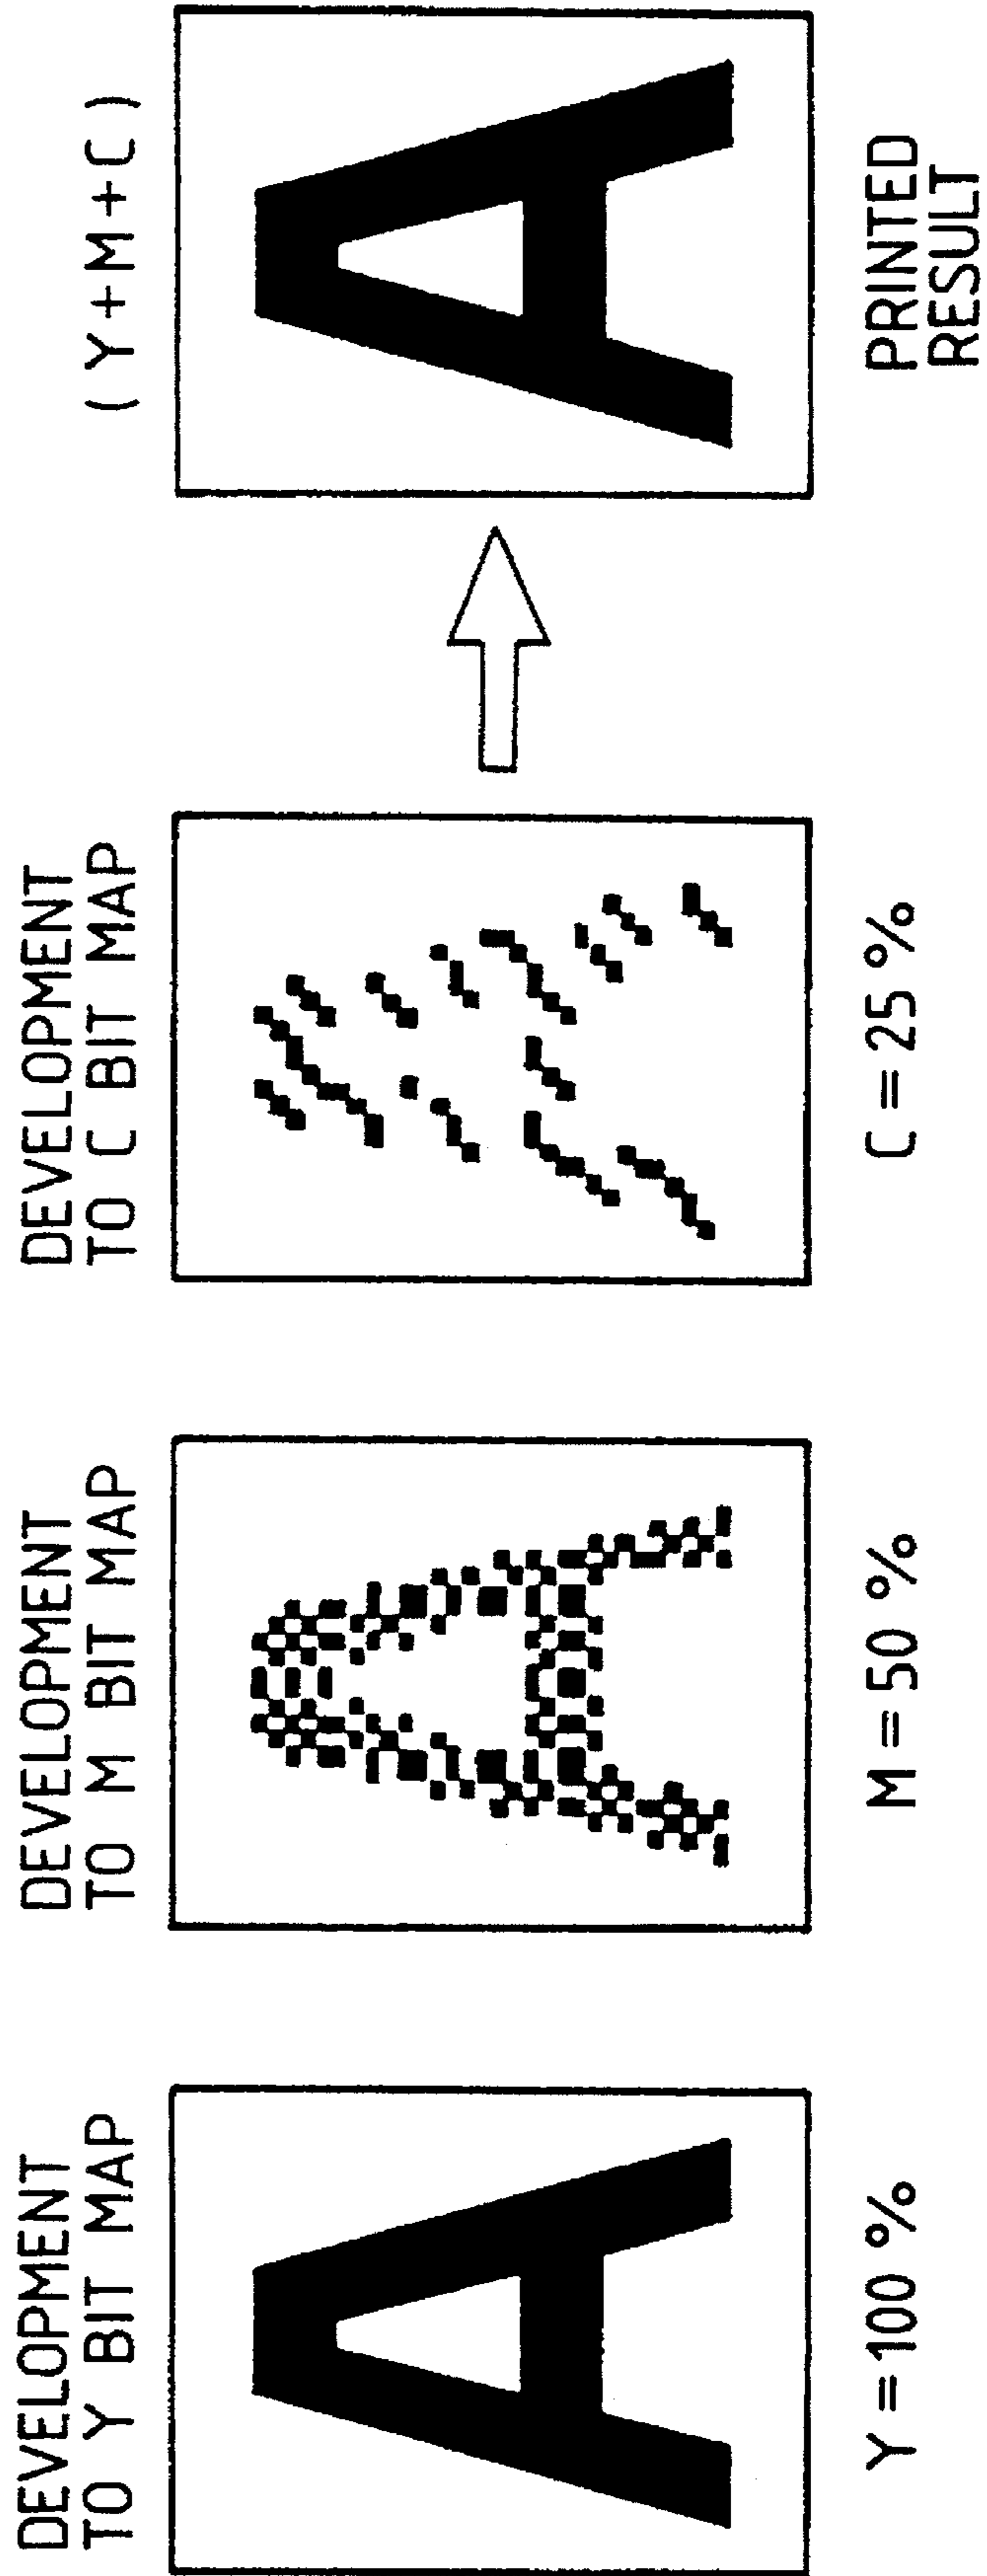 DEVELOPMENT
TO Y BIT MAP
A
Y = 100 %
DEVELOPMENT
TO M BIT MAP
A
M = 50 %
DEVELOPMENT
TO C BIT MAP
C = 25 %
( Y + M + C )
A
PRINTED
RESULT